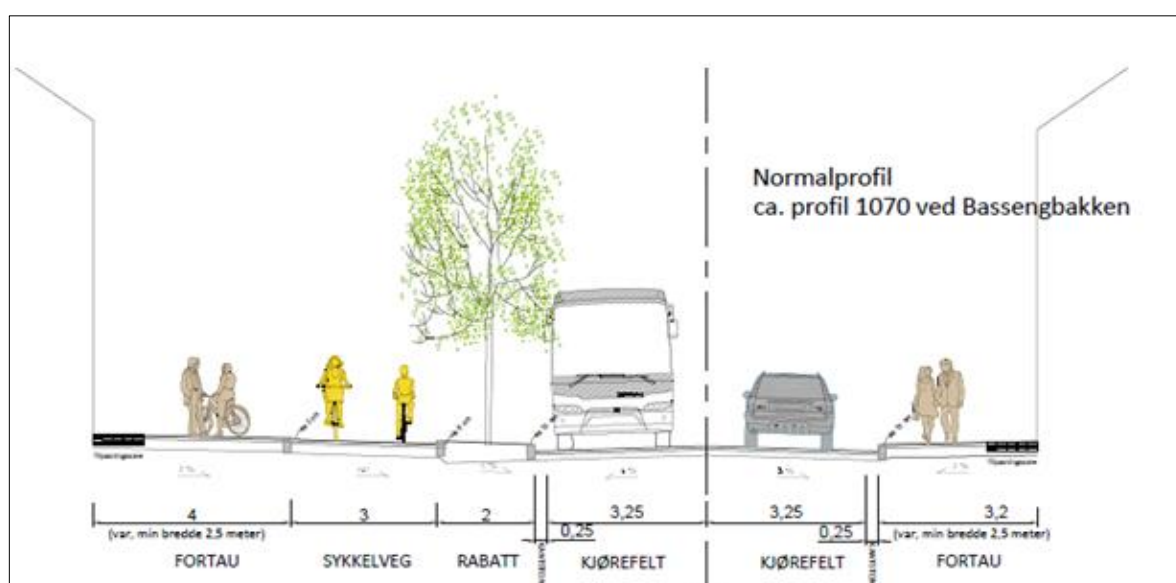 Normalprofil
ca. profil 1070 ved Bassengbakken
4
3
2
3,25
3,25
3,2
(var, min bredde 2,5 meter)
0,25
0,25
(var, min bredde 2,5 meter)
FORTAU
SYKKELVEG
RABATT
KJØREFELT
KJØREFELT
FORTAU